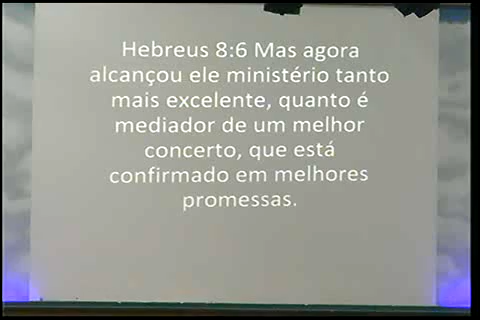 Hebreus 8:6 Mas agora
alcançou ele ministério tanto
mais excelente, quanto é
mediador de um melhor
concerto, que está
confirmado em melhores
promessas.